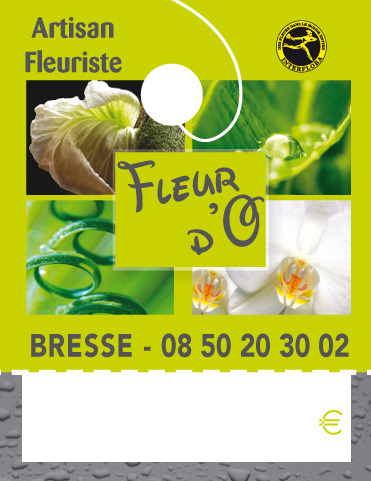 Artisan
Fleuriste
INTERFLORA
FLEUR
D'O
BRESSE - 08 50 20 30 02
€